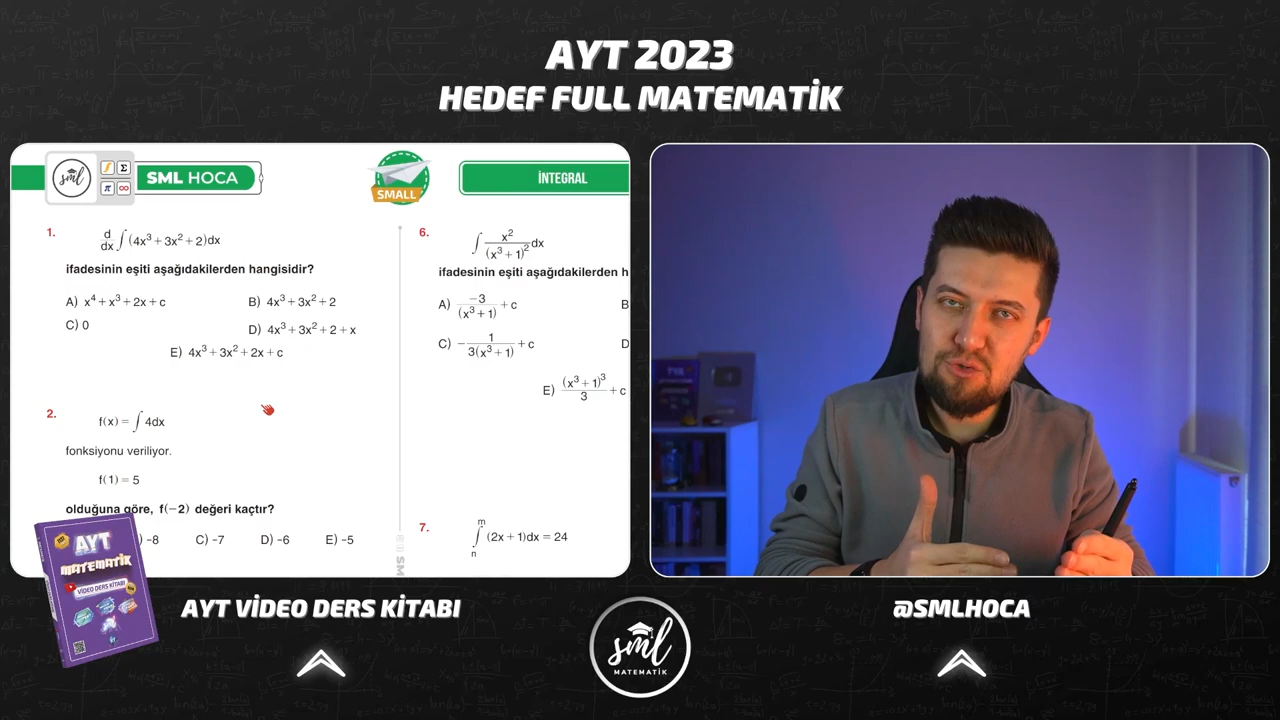 AYT 2023
HEDEF FULL MATEMATİK
sml
SML HOCA
SMALL
İNTEGRAL
1.
d/dx ∫(4x³+3x²+2)dx
ifadesinin eşiti aşağıdakilerden hangisidir?
A) x⁴+x³+2x+c
B) 4x³+3x²+2
C) 0
D) 4x³+3x²+2+x
E) 4x³+3x²+2x+c
2.
f(x) = ∫ 4dx
fonksiyonu veriliyor.
f(1) = 5
olduğuna göre, f(−2) değeri kaçtır?
) -8 C) -7 D) -6 E) -5
6.
∫ x²/(x³+1)² dx
ifadesinin eşiti aşağıdakilerden h
A) −3/(x³+1) + c
B
C) −1/3(x³+1) + c
D
E) (x³+1)³/3 + c
7.
m∫n (2x+1)dx = 24
SM
AYT
MATEMATİK
VİDEO DERS KİTABI
AYT VİDEO DERS KİTABI
sml
MATEMATİK
@SMLHOCA